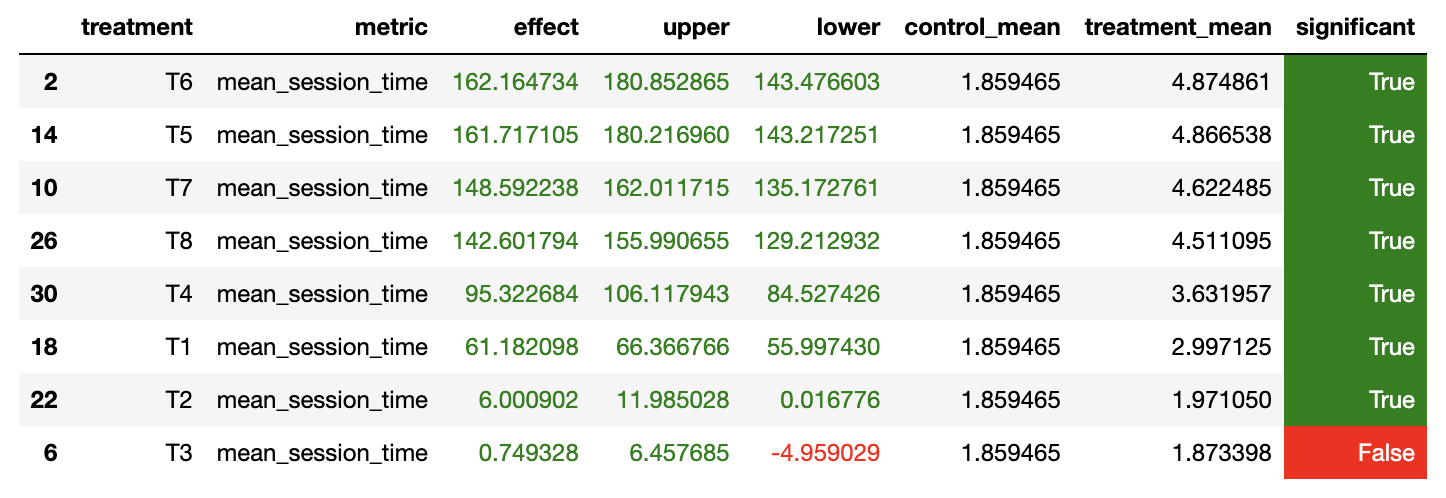 treatment metric effect upper lower control_mean treatment_mean significant
2 T6 mean_session_time 162.164734 180.852865 143.476603 1.859465 4.874861 True
14 T5 mean_session_time 161.717105 180.216960 143.217251 1.859465 4.866538 True
10 T7 mean_session_time 148.592238 162.011715 135.172761 1.859465 4.622485 True
26 T8 mean_session_time 142.601794 155.990655 129.212932 1.859465 4.511095 True
30 T4 mean_session_time 95.322684 106.117943 84.527426 1.859465 3.631957 True
18 T1 mean_session_time 61.182098 66.366766 55.997430 1.859465 2.997125 True
22 T2 mean_session_time 6.000902 11.985028 0.016776 1.859465 1.971050 True
6 T3 mean_session_time 0.749328 6.457685 -4.959029 1.859465 1.873398 False